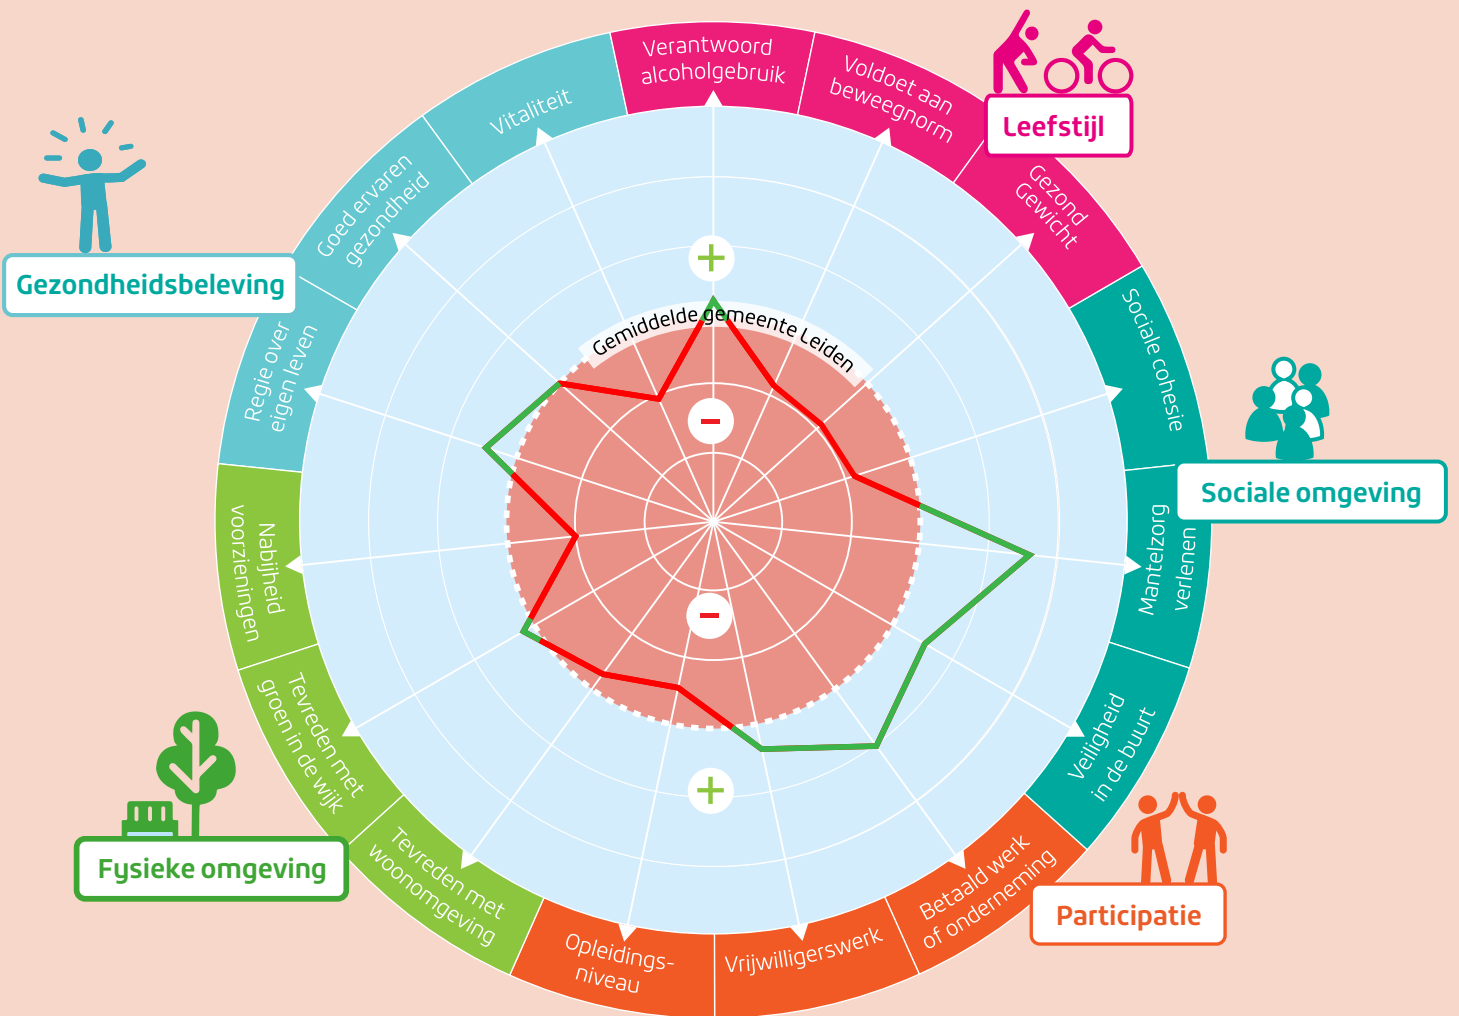 Verantwoord
alcoholgebruik
Voldoet aan
beweegnorm
Gezond
Gewicht
Leefstijl
Sociale cohesie
Mantelzorg
verlenen
Veiligheid
in de buurt
Sociale omgeving
Betaald werk
of onderneming
Vrijwilligerswerk
Opleidings-
niveau
Participatie
Tevreden met
woonomgeving
Tevreden met
groen in de wijk
Nabijheid
voorzieningen
Fysieke omgeving
Regie over
eigen leven
Goed ervaren
gezondheid
Vitaliteit
Gezondheidsbeleving
+
Gemiddelde gemeente Leiden
−
−
+